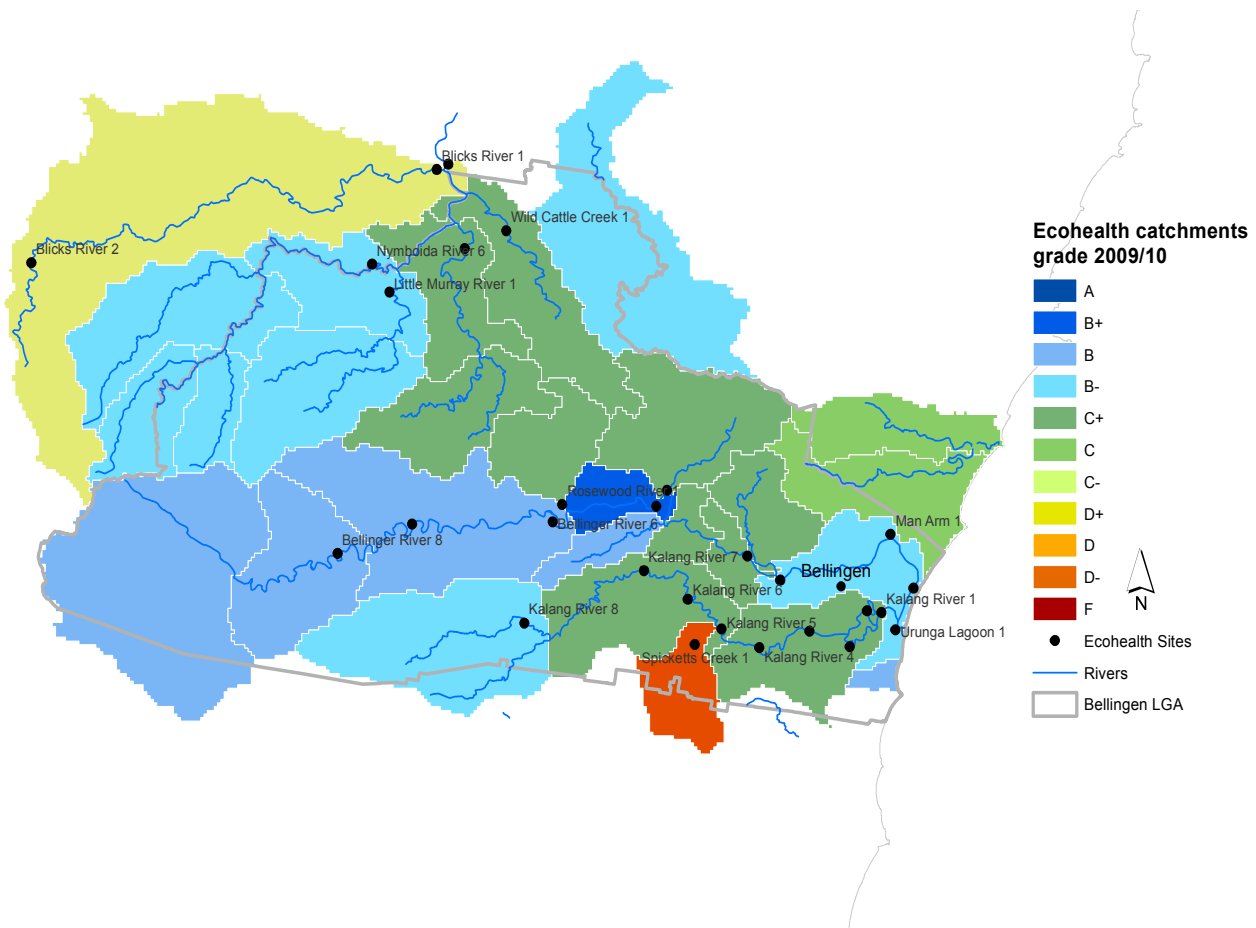 Blicks River 1
Wild Cattle Creek 1
Blicks River 2
Nymboida River 6
Little Murray River 1
Rosewood River 1
Bellinger River 6
Bellinger River 8
Man Arm 1
Kalang River 7
Bellingen
Kalang River 6
Kalang River 1
Kalang River 8
Kalang River 5
Urunga Lagoon 1
Spicketts Creek 1
Kalang River 4
Ecohealth catchments
grade 2009/10
A
B+
B
B-
C+
C
C-
D+
D
D-
F
N
Ecohealth Sites
Rivers
Bellingen LGA